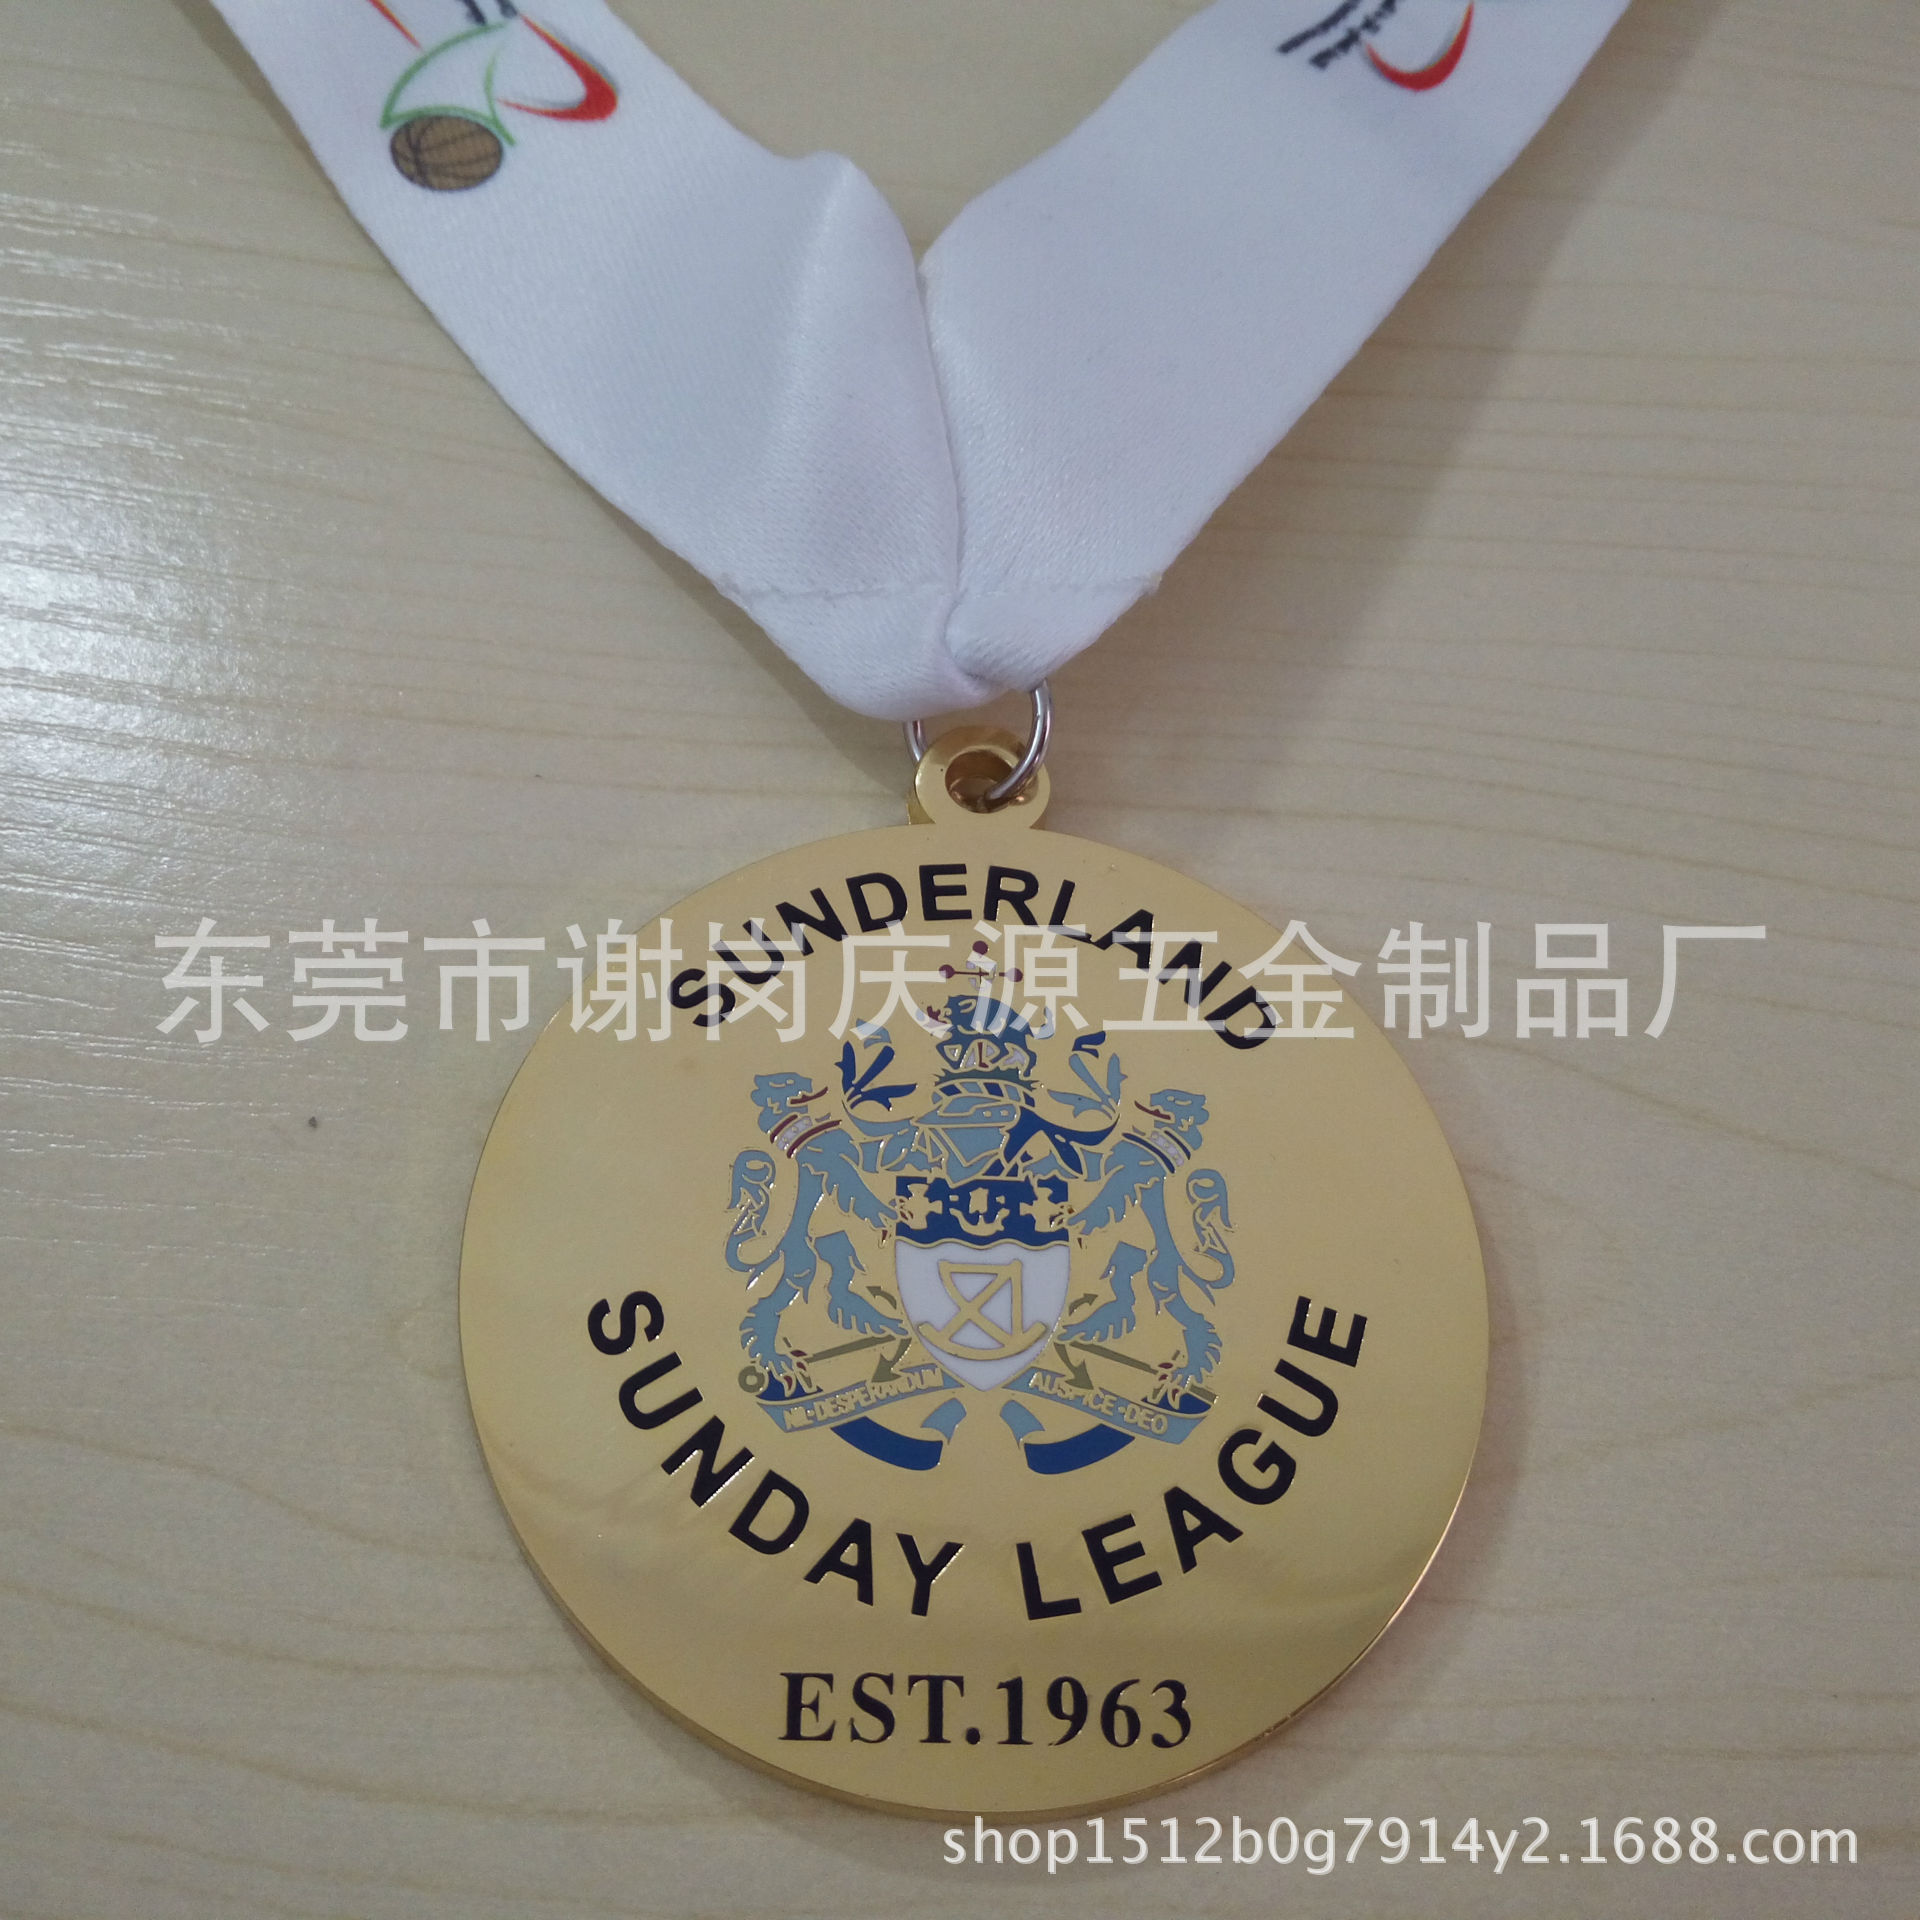 SUNDERLAND
东莞市谢岗庆源五金制品厂
NIL·DESPERANDUM AUSPICE·DEO
SUNDAY LEAGUE
EST.1963
shop1512b0g7914y2.1688.com